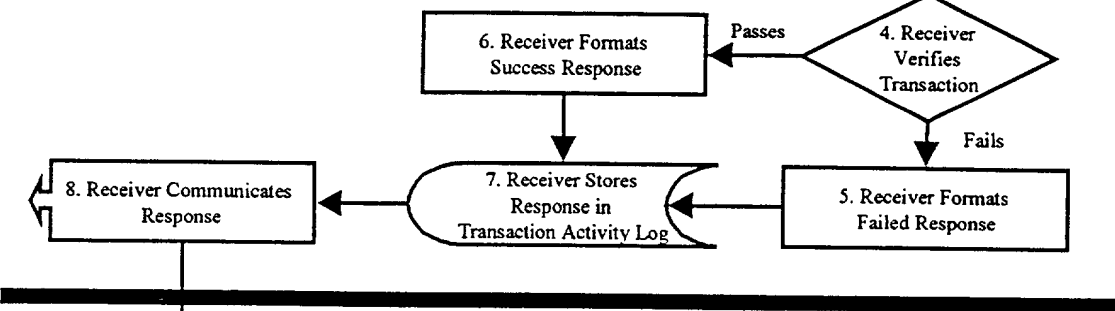 Passes
4. Receiver
Verifies
Transaction
6. Receiver Formats
Success Response
Fails
8. Receiver Communicates
Response
7. Receiver Stores
Response in
Transaction Activity Log
5. Receiver Formats
Failed Response